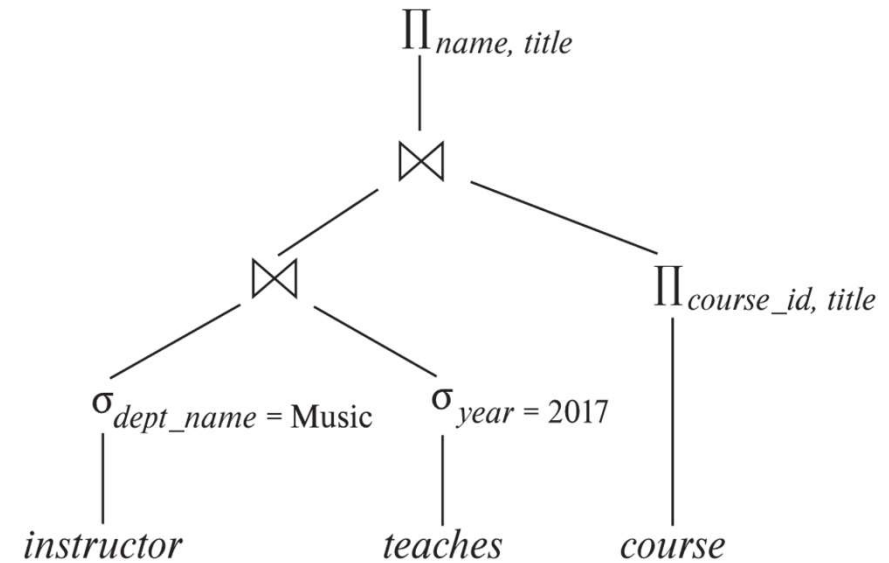 ∏ name, title
⋈
⋈
∏ course_id, title
σ dept_name = Music
σ year = 2017
instructor
teaches
course